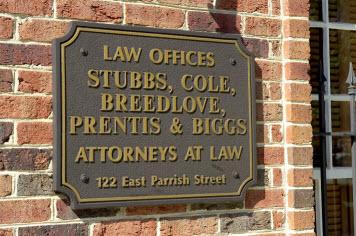 LAW OFFICES
STUBBS, COLE,
BREEDLOVE,
PRENTIS & BIGGS
ATTORNEYS AT LAW
122 East Parrish Street